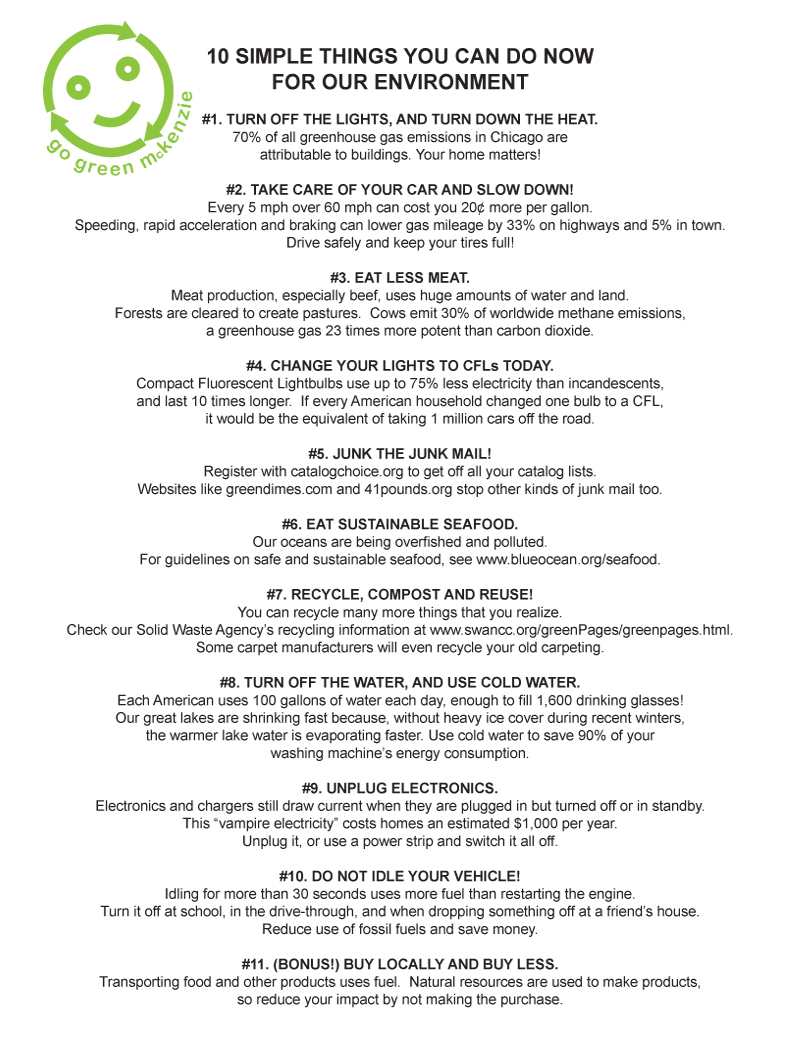 10 SIMPLE THINGS YOU CAN DO NOW
FOR OUR ENVIRONMENT
go green mckenzie
#1. TURN OFF THE LIGHTS, AND TURN DOWN THE HEAT.
70% of all greenhouse gas emissions in Chicago are
attributable to buildings. Your home matters!
#2. TAKE CARE OF YOUR CAR AND SLOW DOWN!
Every 5 mph over 60 mph can cost you 20¢ more per gallon.
Speeding, rapid acceleration and braking can lower gas mileage by 33% on highways and 5% in town.
Drive safely and keep your tires full!
#3. EAT LESS MEAT.
Meat production, especially beef, uses huge amounts of water and land.
Forests are cleared to create pastures.  Cows emit 30% of worldwide methane emissions,
a greenhouse gas 23 times more potent than carbon dioxide.
#4. CHANGE YOUR LIGHTS TO CFLs TODAY.
Compact Fluorescent Lightbulbs use up to 75% less electricity than incandescents,
and last 10 times longer.  If every American household changed one bulb to a CFL,
it would be the equivalent of taking 1 million cars off the road.
#5. JUNK THE JUNK MAIL!
Register with catalogchoice.org to get off all your catalog lists.
Websites like greendimes.com and 41pounds.org stop other kinds of junk mail too.
#6. EAT SUSTAINABLE SEAFOOD.
Our oceans are being overfished and polluted.
For guidelines on safe and sustainable seafood, see www.blueocean.org/seafood.
#7. RECYCLE, COMPOST AND REUSE!
You can recycle many more things that you realize.
Check our Solid Waste Agency's recycling information at www.swancc.org/greenPages/greenpages.html.
Some carpet manufacturers will even recycle your old carpeting.
#8. TURN OFF THE WATER, AND USE COLD WATER.
Each American uses 100 gallons of water each day, enough to fill 1,600 drinking glasses!
Our great lakes are shrinking fast because, without heavy ice cover during recent winters,
the warmer lake water is evaporating faster. Use cold water to save 90% of your
washing machine's energy consumption.
#9. UNPLUG ELECTRONICS.
Electronics and chargers still draw current when they are plugged in but turned off or in standby.
This “vampire electricity” costs homes an estimated $1,000 per year.
Unplug it, or use a power strip and switch it all off.
#10. DO NOT IDLE YOUR VEHICLE!
Idling for more than 30 seconds uses more fuel than restarting the engine.
Turn it off at school, in the drive-through, and when dropping something off at a friend's house.
Reduce use of fossil fuels and save money.
#11. (BONUS!) BUY LOCALLY AND BUY LESS.
Transporting food and other products uses fuel.  Natural resources are used to make products,
so reduce your impact by not making the purchase.